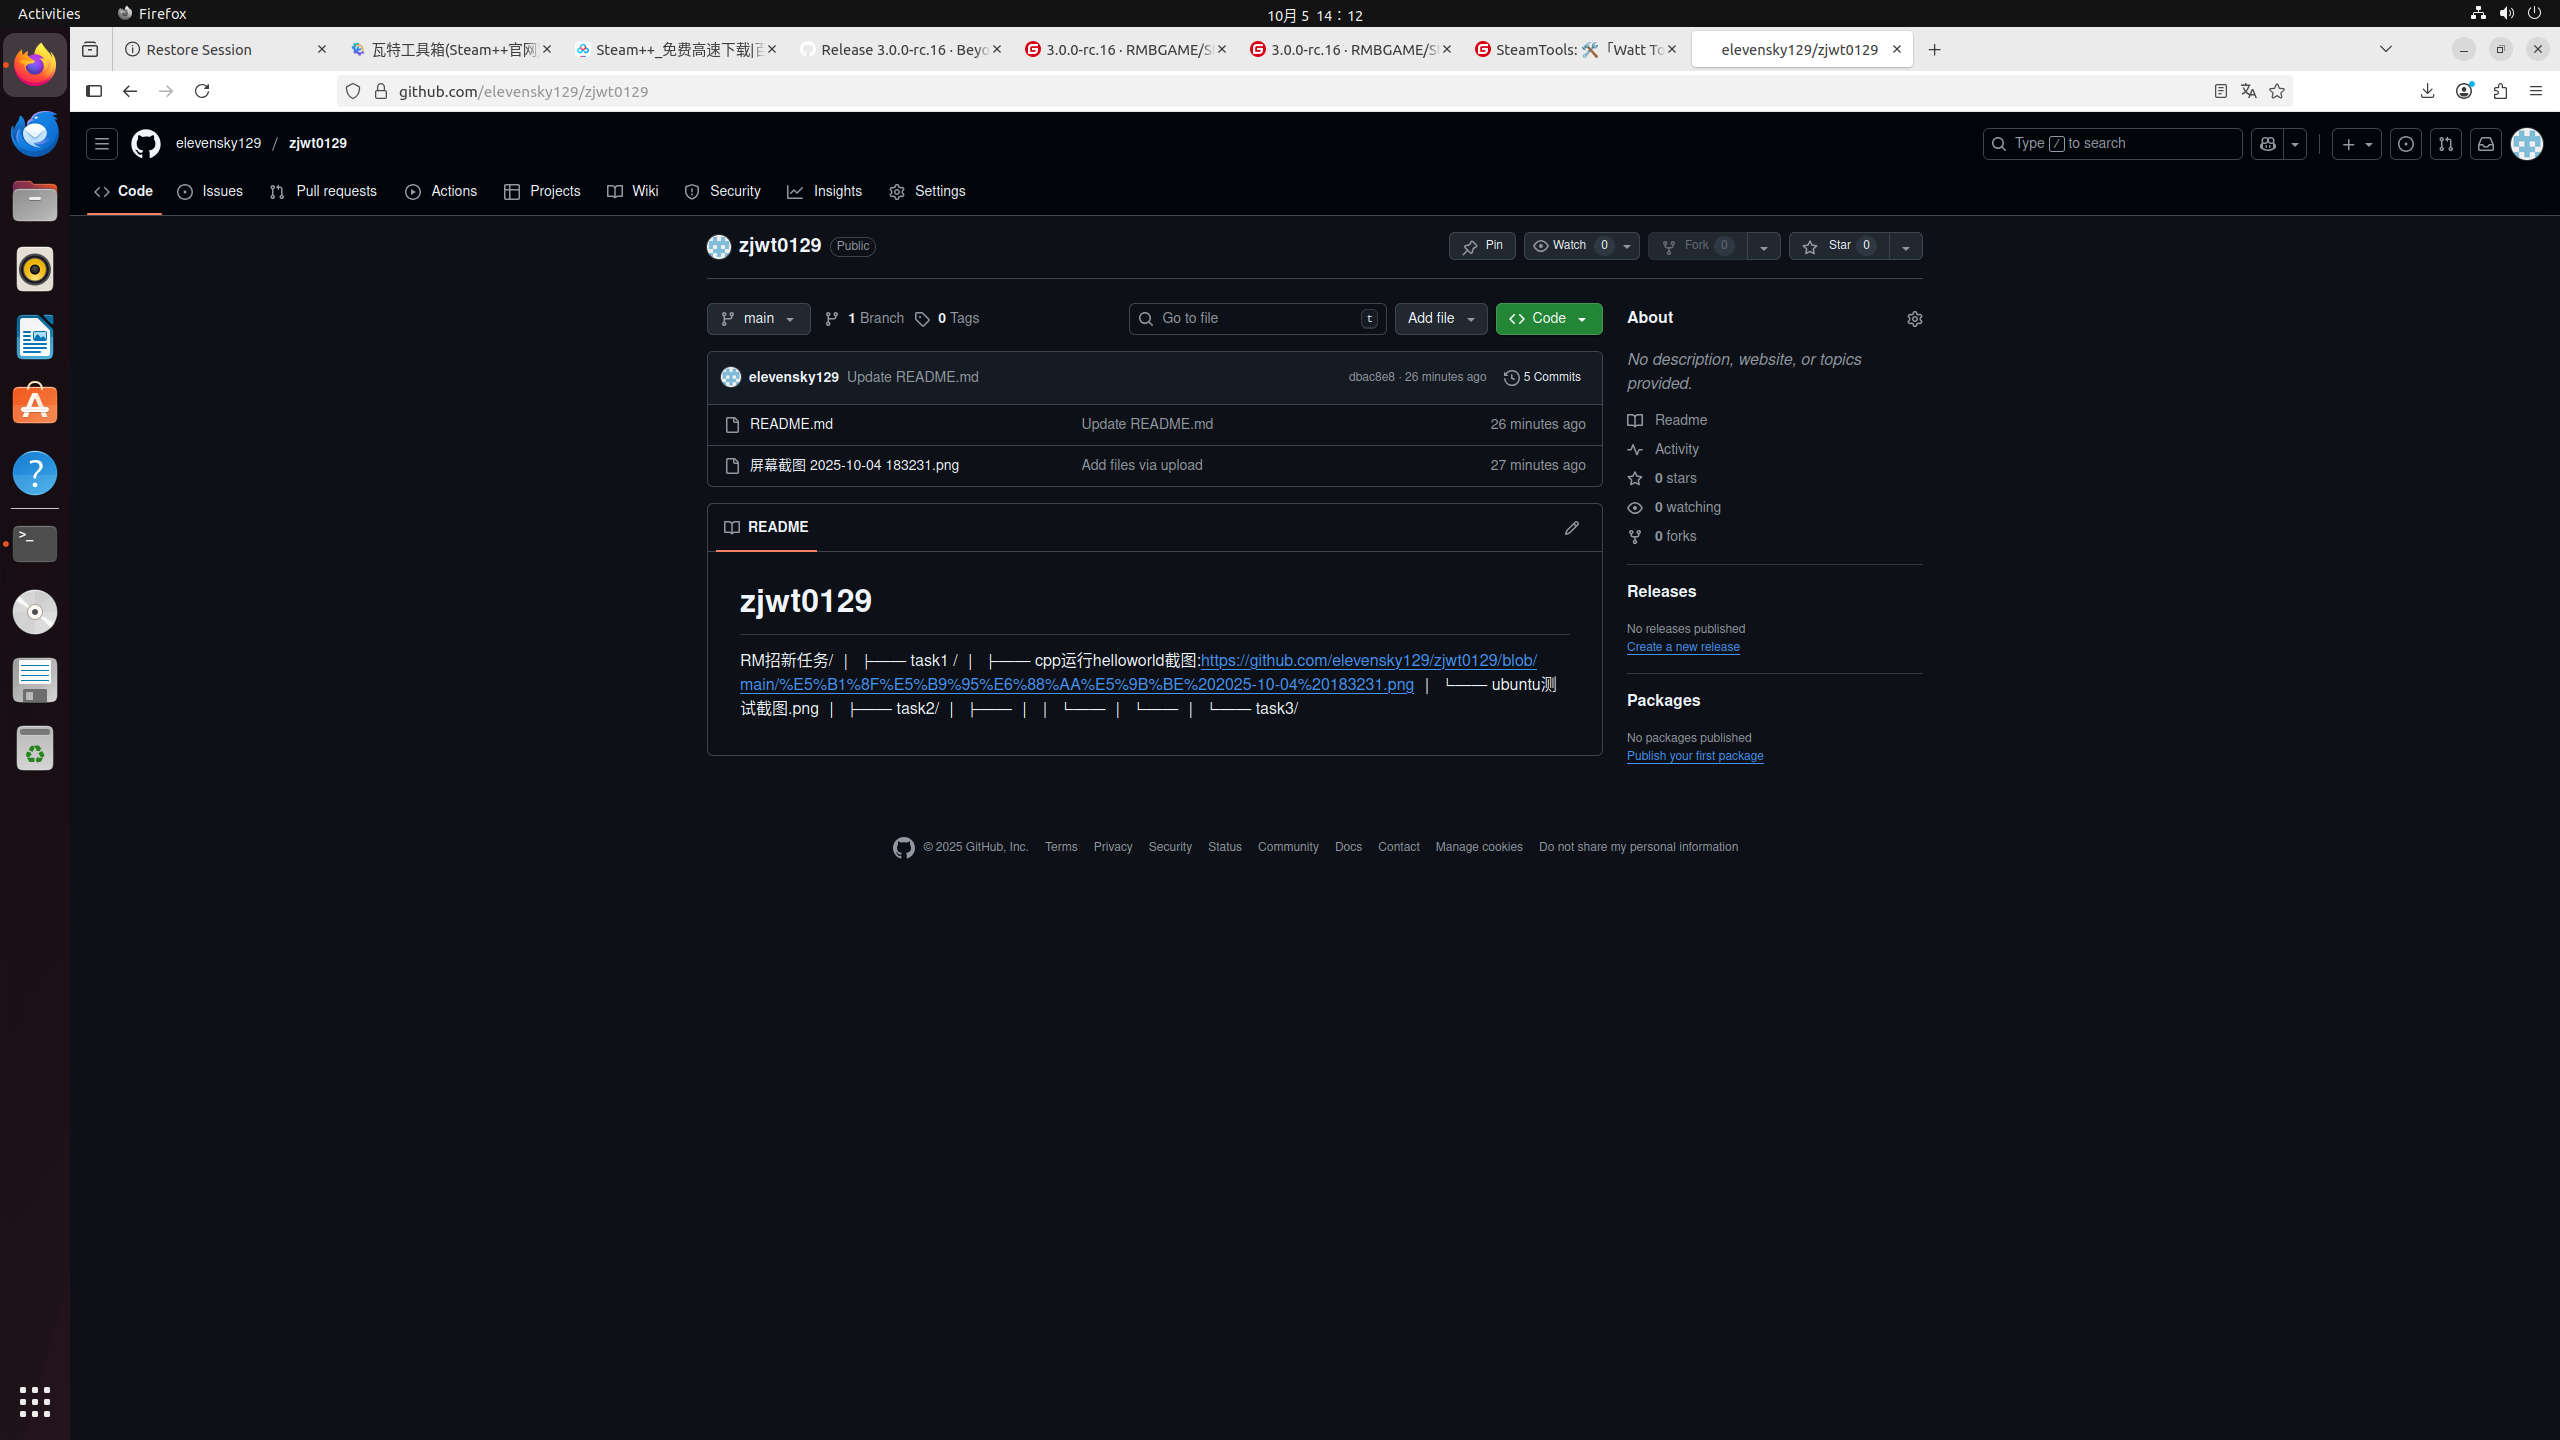 Activities
Firefox
10月 5 14：12
Restore Session
瓦特工具箱(Steam++官网
Steam++_免费高速下载|百
Release 3.0.0-rc.16 · Beyo
3.0.0-rc.16 · RMBGAME/S
3.0.0-rc.16 · RMBGAME/S
SteamTools: 🛠「Watt To
elevensky129/zjwt0129
github.com/elevensky129/zjwt0129
elevensky129 / zjwt0129
Type / to search
Code
Issues
Pull requests
Actions
Projects
Wiki
Security
Insights
Settings
zjwt0129 Public
Pin
Watch 0
Fork 0
Star 0
main
1 Branch
0 Tags
Go to file t
Add file
Code
elevensky129 Update README.md
dbac8e8 · 26 minutes ago
5 Commits
README.md Update README.md 26 minutes ago
屏幕截图 2025-10-04 183231.png Add files via upload 27 minutes ago
README
zjwt0129
RM招新任务/ │ ├── task1 / │ ├── cpp运行helloworld截图:https://github.com/elevensky129/zjwt0129/blob/
main/%E5%B1%8F%E5%B9%95%E6%88%AA%E5%9B%BE%202025-10-04%20183231.png │ └── ubuntu测
试截图.png │ ├── task2/ │ ├── │ │ └── │ └── │ └── task3/
About
No description, website, or topics
provided.
Readme
Activity
0 stars
0 watching
0 forks
Releases
No releases published
Create a new release
Packages
No packages published
Publish your first package
© 2025 GitHub, Inc.
Terms
Privacy
Security
Status
Community
Docs
Contact
Manage cookies
Do not share my personal information